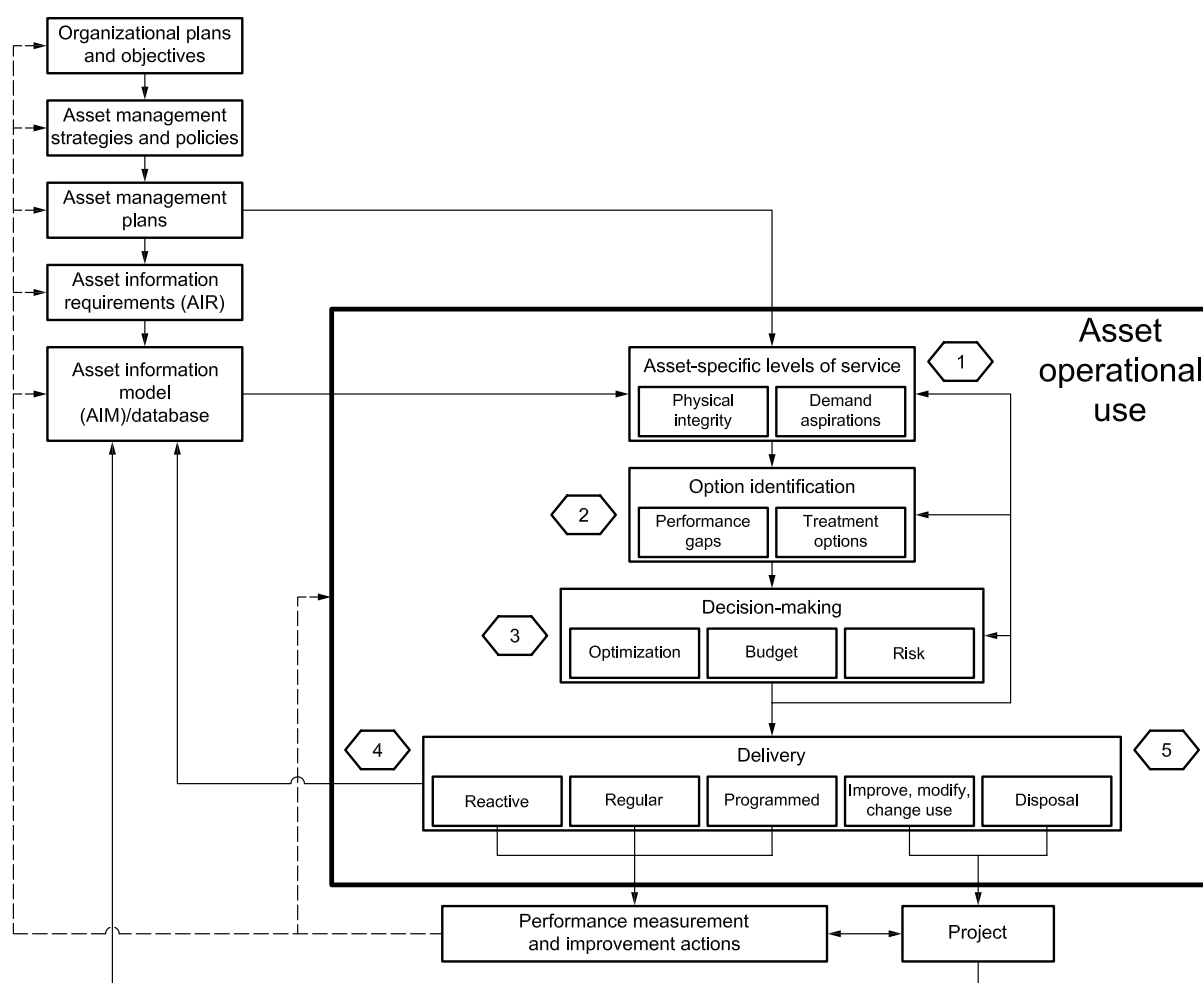 Organizational plans
and objectives
Asset management
strategies and policies
Asset management
plans
Asset information
requirements (AIR)
Asset information
model
(AIM)/database
Asset
operational
use
Asset-specific levels of service
1
Physical
integrity
Demand
aspirations
Option identification
2
Performance
gaps
Treatment
options
Decision-making
3
Optimization
Budget
Risk
4
Delivery
5
Reactive
Regular
Programmed
Improve, modify,
change use
Disposal
Performance measurement
and improvement actions
Project